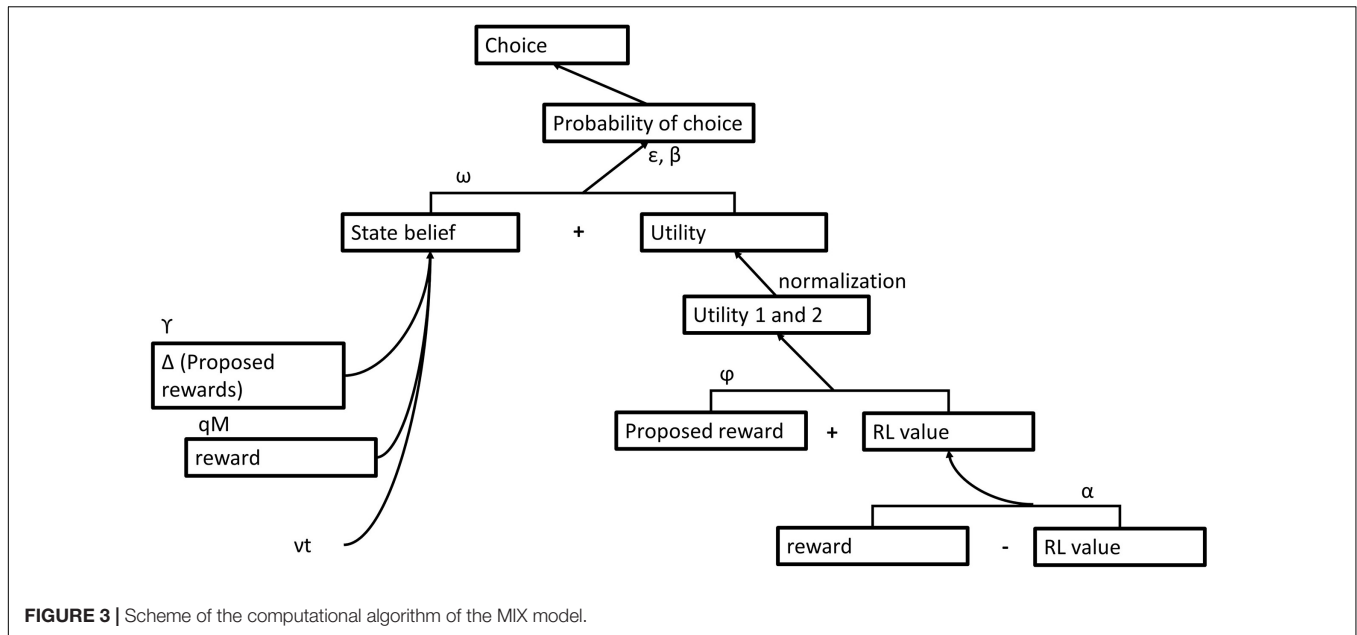 Choice
Probability of choice
ε, β
ω
State belief
+
Utility
normalization
Utility 1 and 2
ϒ
Δ (Proposed
rewards)
φ
qM
Proposed reward
+
RL value
reward
α
νt
reward
-
RL value
FIGURE 3 | Scheme of the computational algorithm of the MIX model.